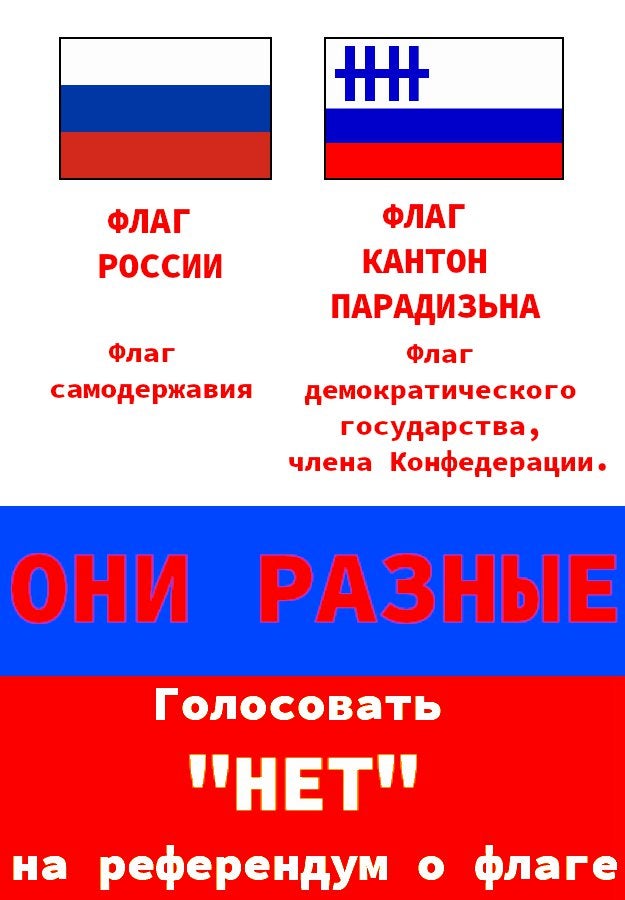 ФЛАГ
РОССИИ
Флаг
самодержавия
ФЛАГ
КАНТОН
ПАРАДИЗЬНА
Флаг
демократического
государства,
члена Конфедерации.
ОНИ РАЗНЫЕ
Голосовать
"НЕТ"
на референдум о флаге